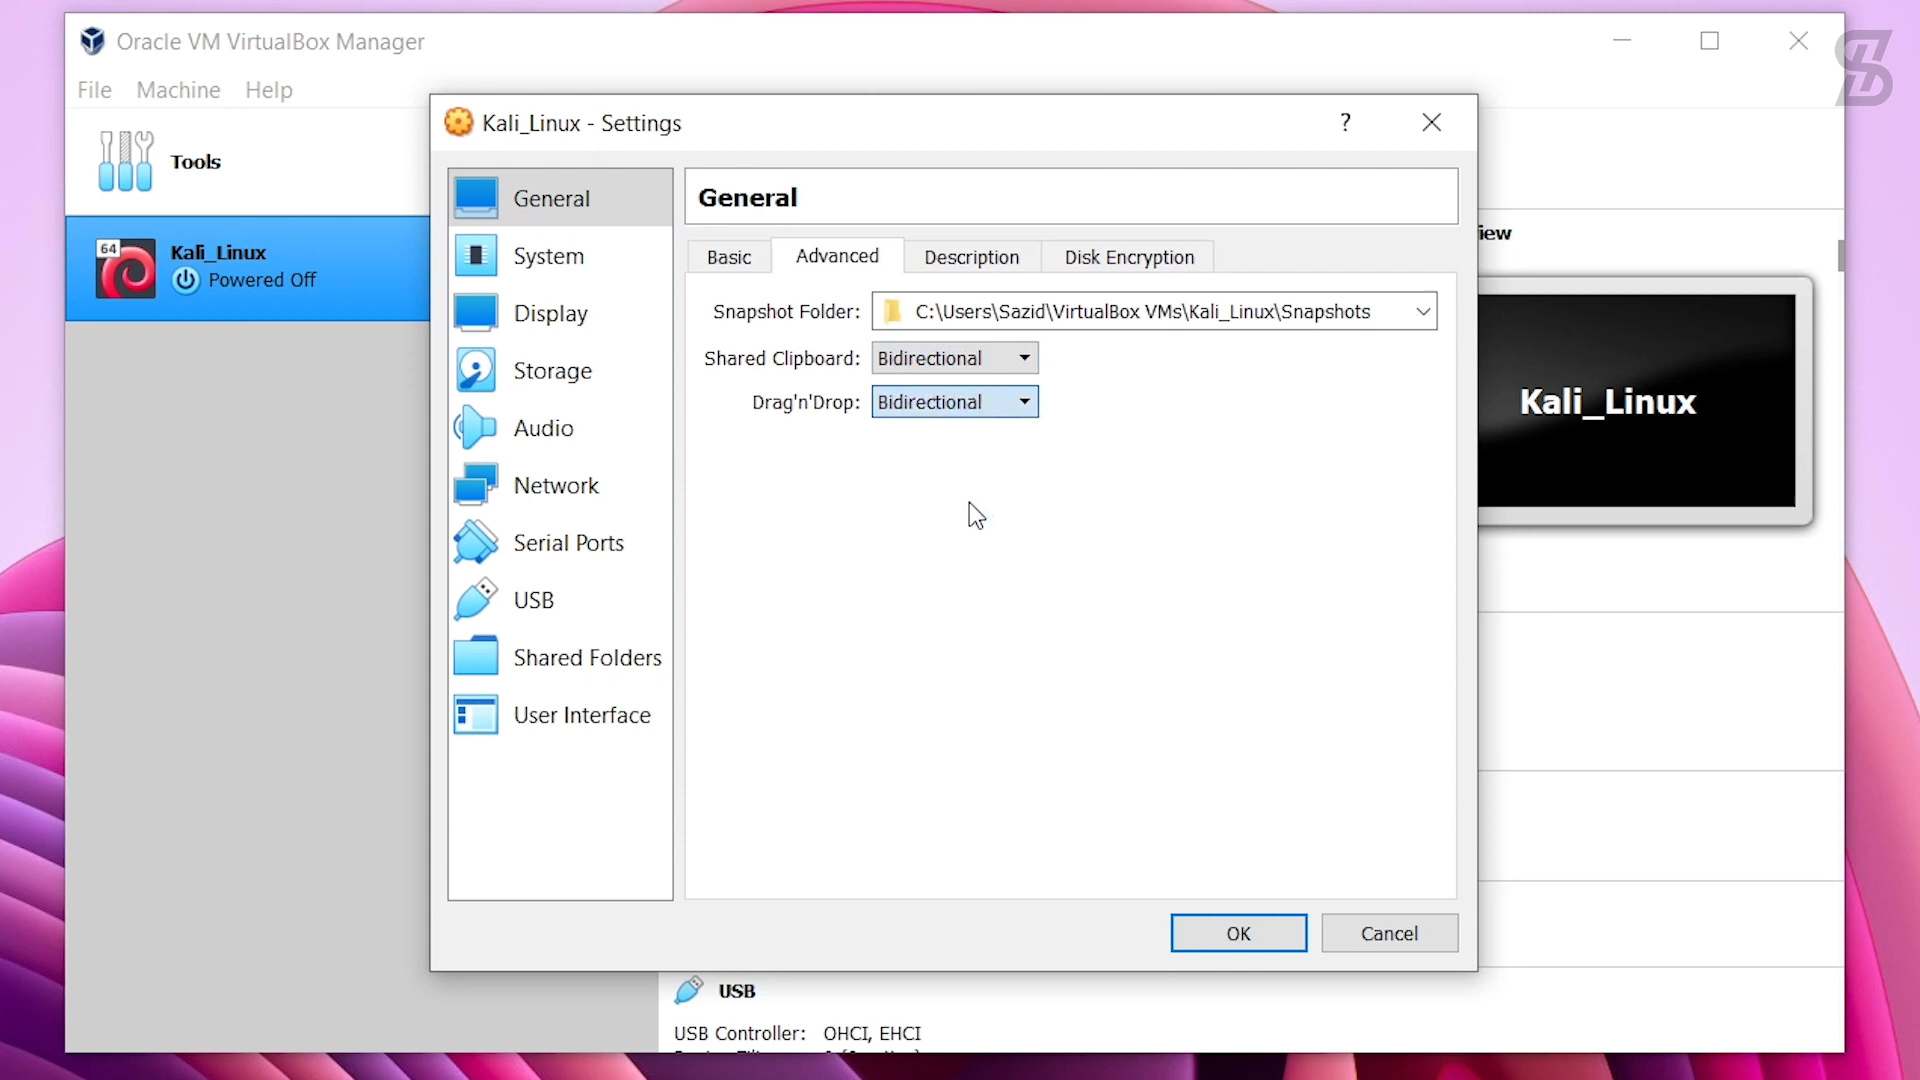 Oracle VM VirtualBox Manager
File Machine Help
Tools
64
Kali_Linux
Powered Off
Kali_Linux - Settings
?
General
System
Display
Storage
Audio
Network
Serial Ports
USB
Shared Folders
User Interface
General
Basic Advanced Description Disk Encryption
Snapshot Folder: C:\Users\Sazid\VirtualBox VMs\Kali_Linux\Snapshots
Shared Clipboard: Bidirectional
Drag'n'Drop: Bidirectional
OK Cancel
iew
Kali_Linux
USB
USB Controller: OHCI, EHCI